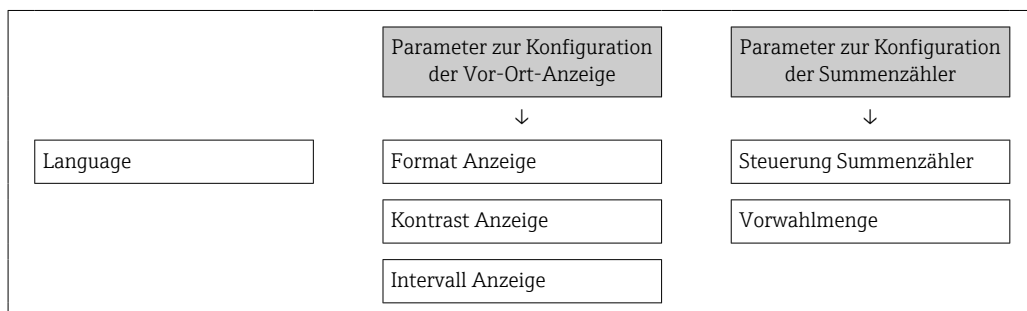 Parameter zur Konfiguration
der Vor-Ort-Anzeige
Parameter zur Konfiguration
der Summenzähler
↓
↓
Language
Format Anzeige
Steuerung Summenzähler
Kontrast Anzeige
Vorwahlmenge
Intervall Anzeige